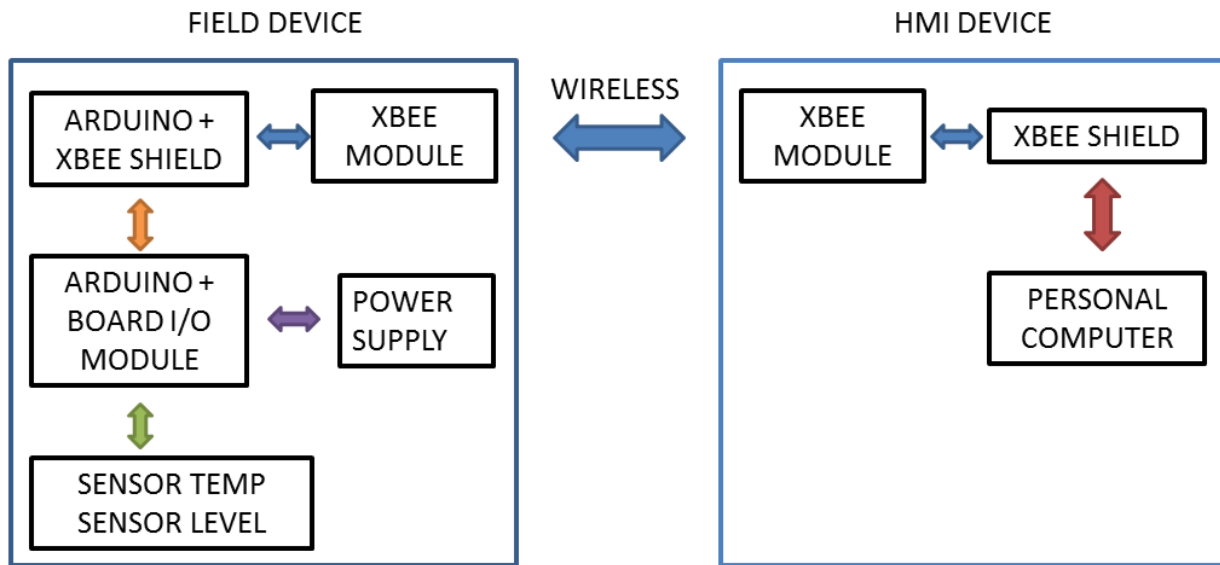 FIELD DEVICE
HMI DEVICE
WIRELESS
ARDUINO +
XBEE SHIELD
XBEE
MODULE
ARDUINO +
BOARD I/O
MODULE
POWER
SUPPLY
SENSOR TEMP
SENSOR LEVEL
XBEE
MODULE
XBEE SHIELD
PERSONAL
COMPUTER